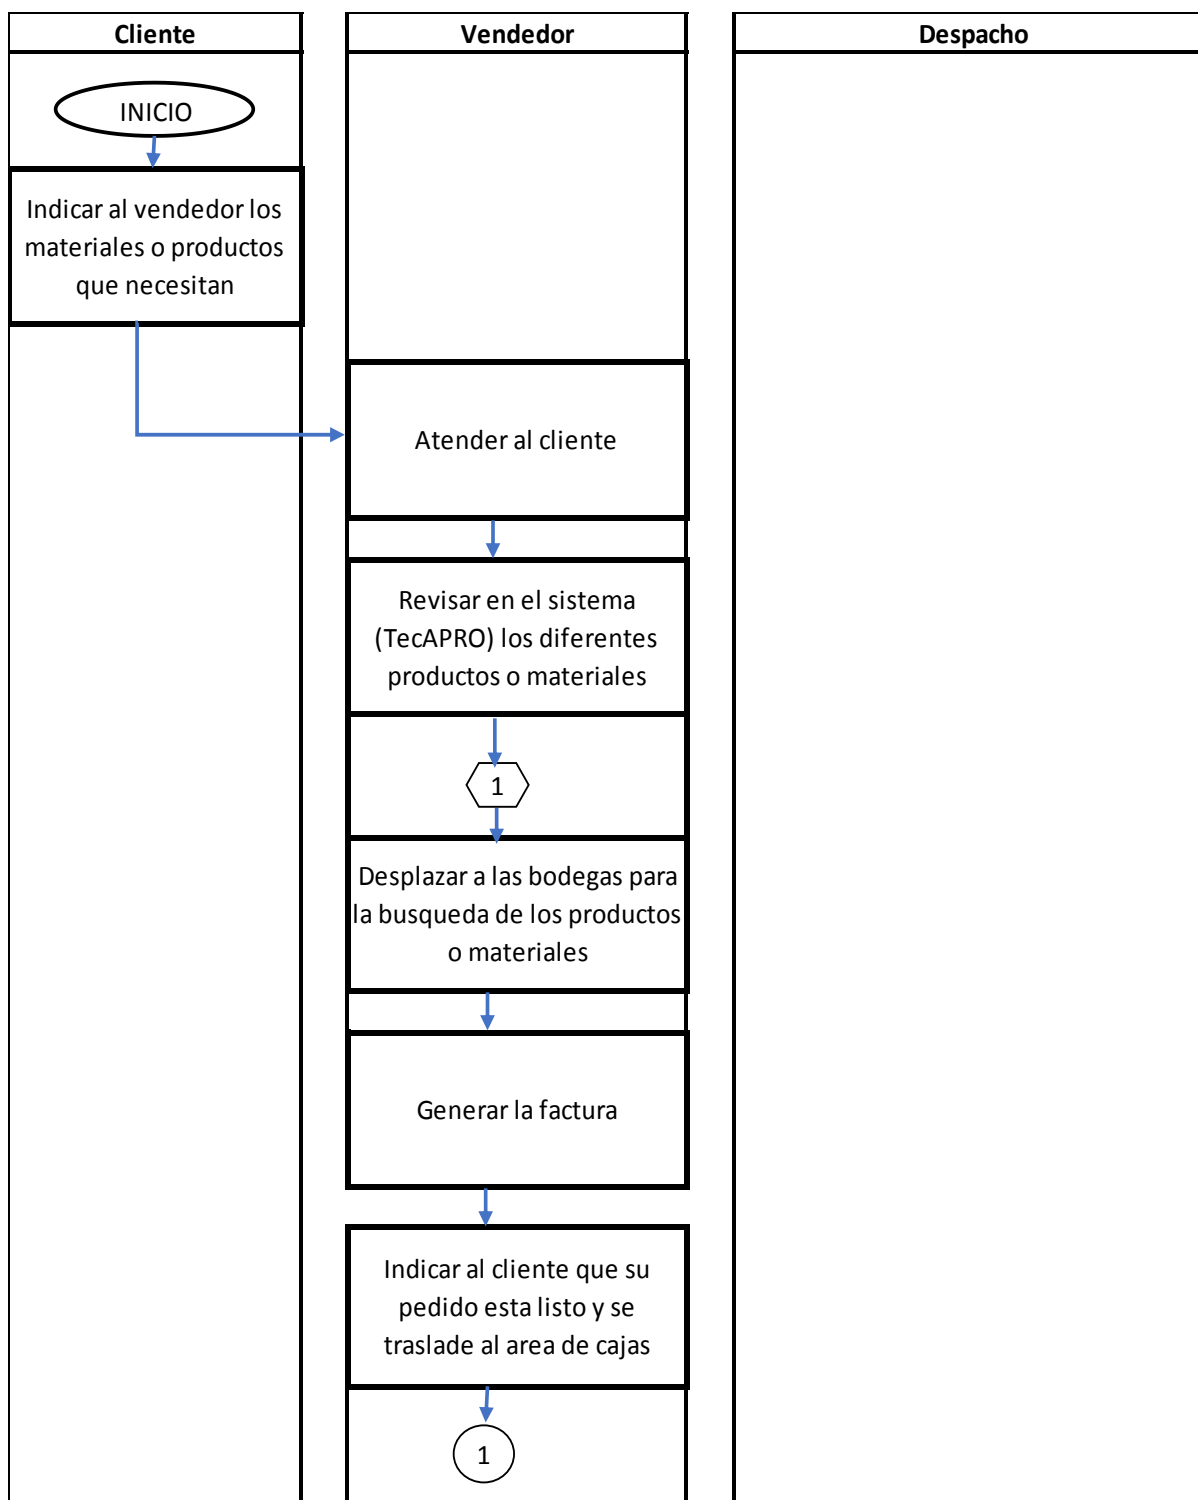 Cliente
Vendedor
Despacho
INICIO
Indicar al vendedor los
materiales o productos
que necesitan
Atender al cliente
Revisar en el sistema
(TecAPRO) los diferentes
productos o materiales
1
Desplazar a las bodegas para
la busqueda de los productos
o materiales
Generar la factura
Indicar al cliente que su
pedido esta listo y se
traslade al area de cajas
1